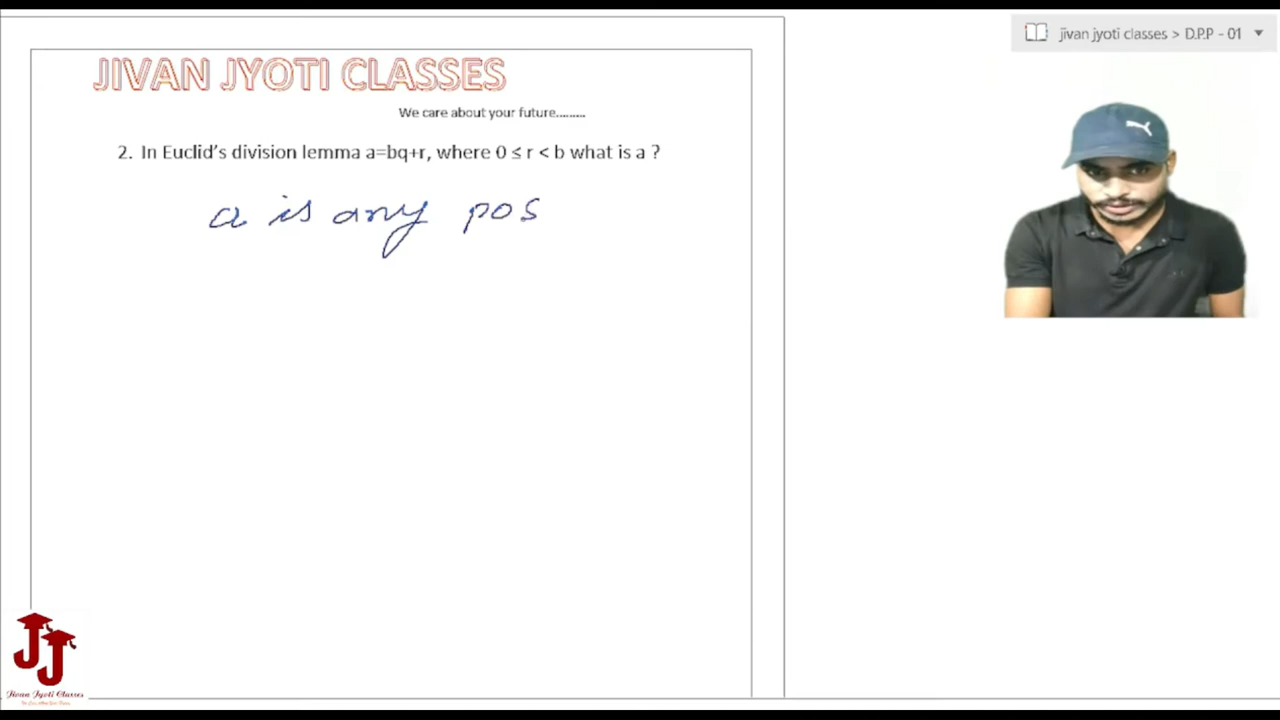 jivan jyoti classes > D.P.P - 01
JIVAN JYOTI CLASSES
We care about your future.........
2. In Euclid's division lemma a=bq+r, where 0 ≤ r < b what is a ?
a is any pos
JJ
Jivan Jyoti Classes